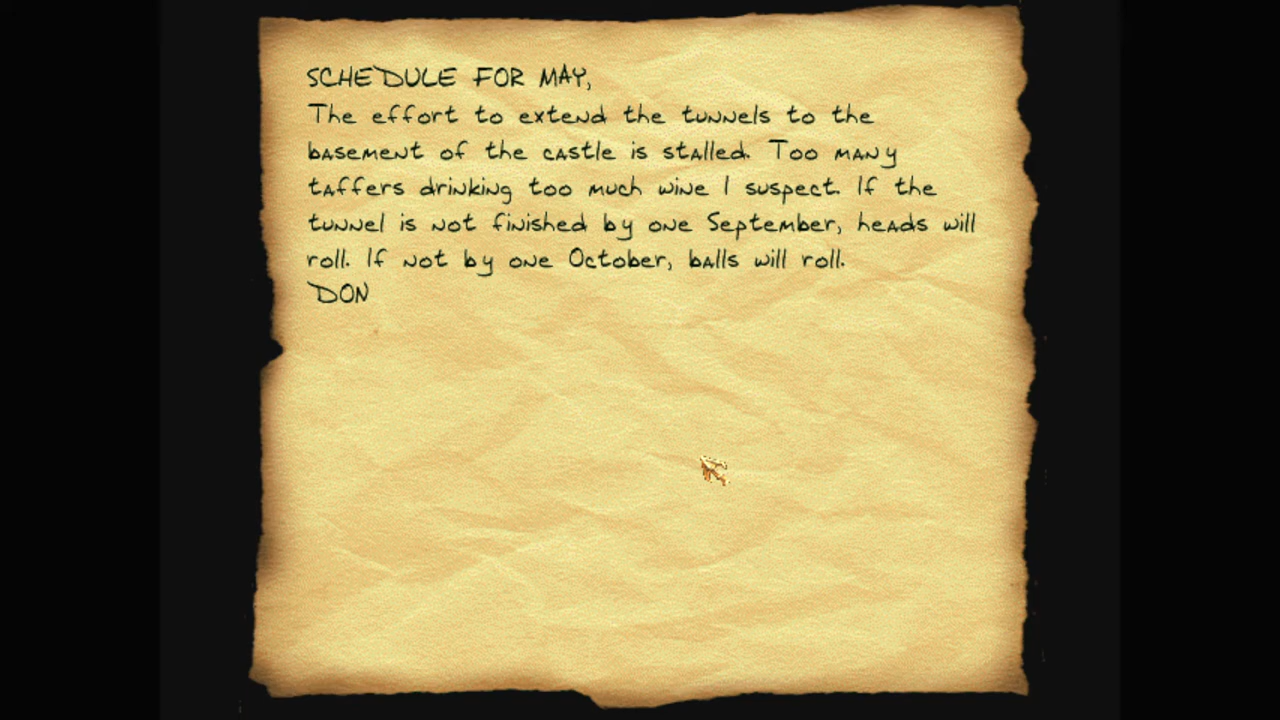 SCHEDULE FOR MAY,
The effort to extend the tunnels to the
basement of the castle is stalled. Too many
taffers drinking too much wine I suspect. If the
tunnel is not finished by one September, heads will
roll. If not by one October, balls will roll.
DON